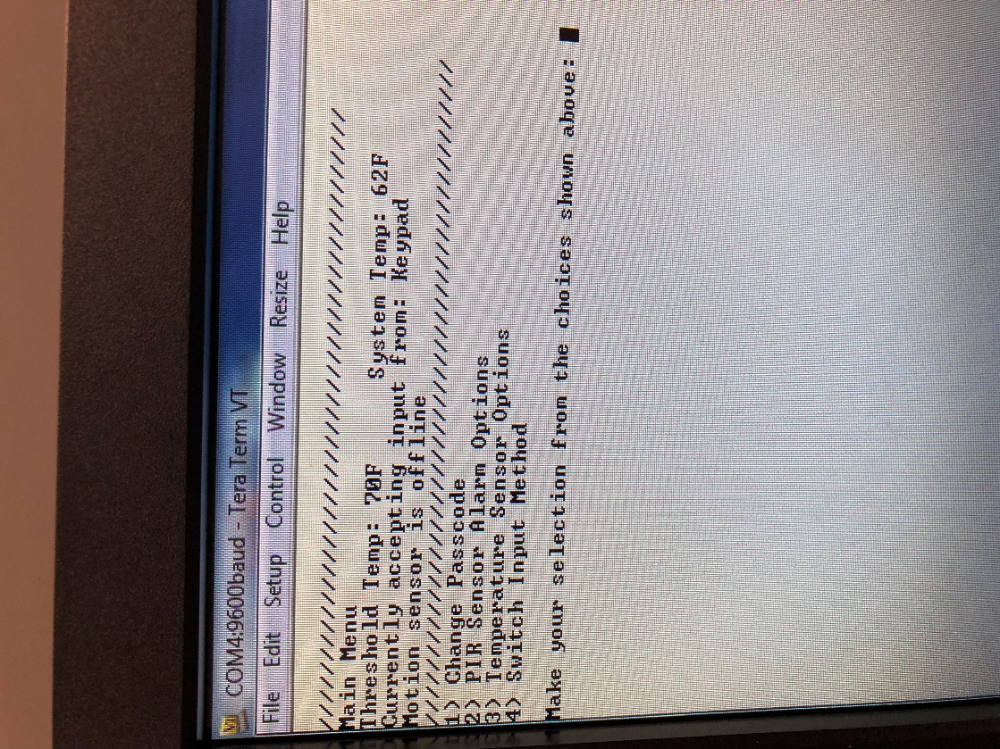 COM4:9600baud - Tera Term VT
File Edit Setup Control Window Resize Help
////////////////////////////////////////////////////
Main Menu
Threshold Temp: 70F System Temp: 62F
Currently accepting input from: Keypad
Motion sensor is offline
////////////////////////////////////////////////////////
1) Change Passcode
2) PIR Sensor Alarm Options
3) Temperature Sensor Options
4) Switch Input Method
Make your selection from the choices shown above: